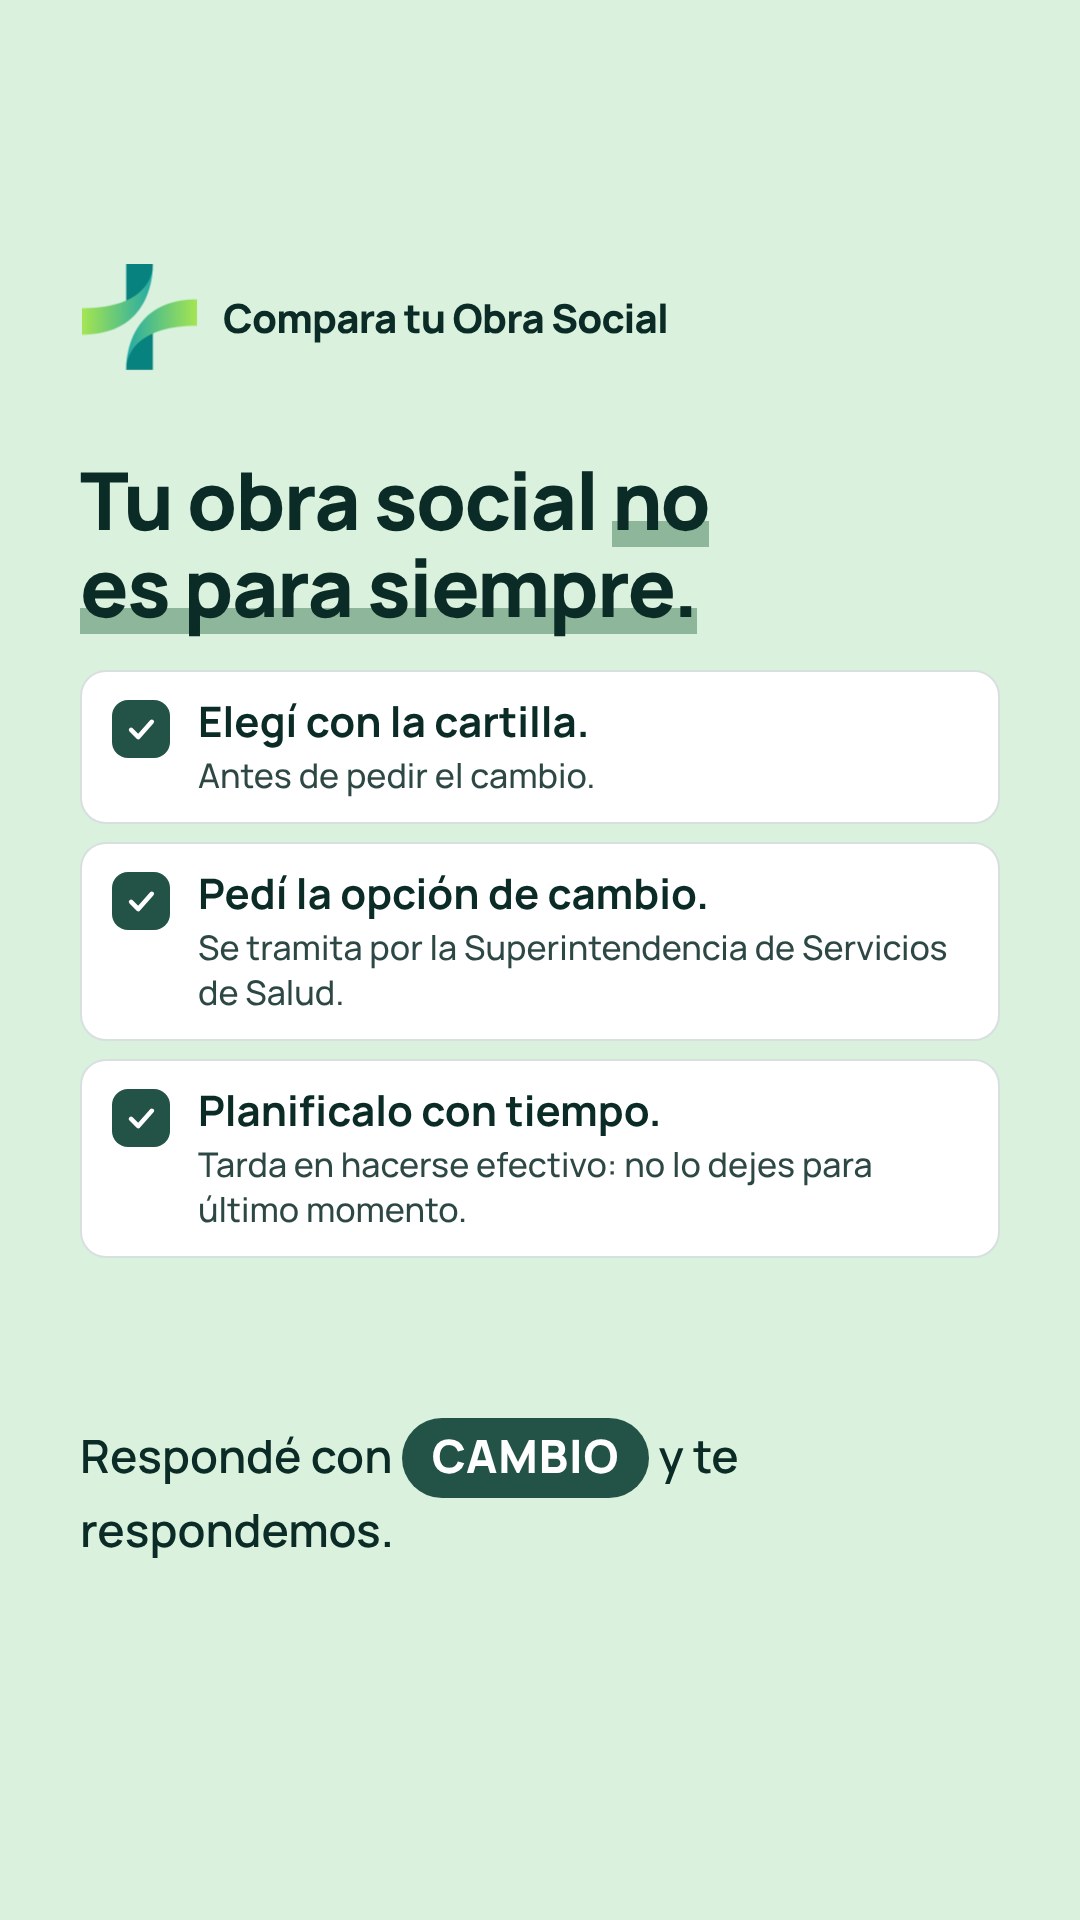 Compara tu Obra Social
Tu obra social no
es para siempre.
Elegí con la cartilla.
Antes de pedir el cambio.
Pedí la opción de cambio.
Se tramita por la Superintendencia de Servicios
de Salud.
Planificalo con tiempo.
Tarda en hacerse efectivo: no lo dejes para
último momento.
Respondé con CAMBIO y te
respondemos.